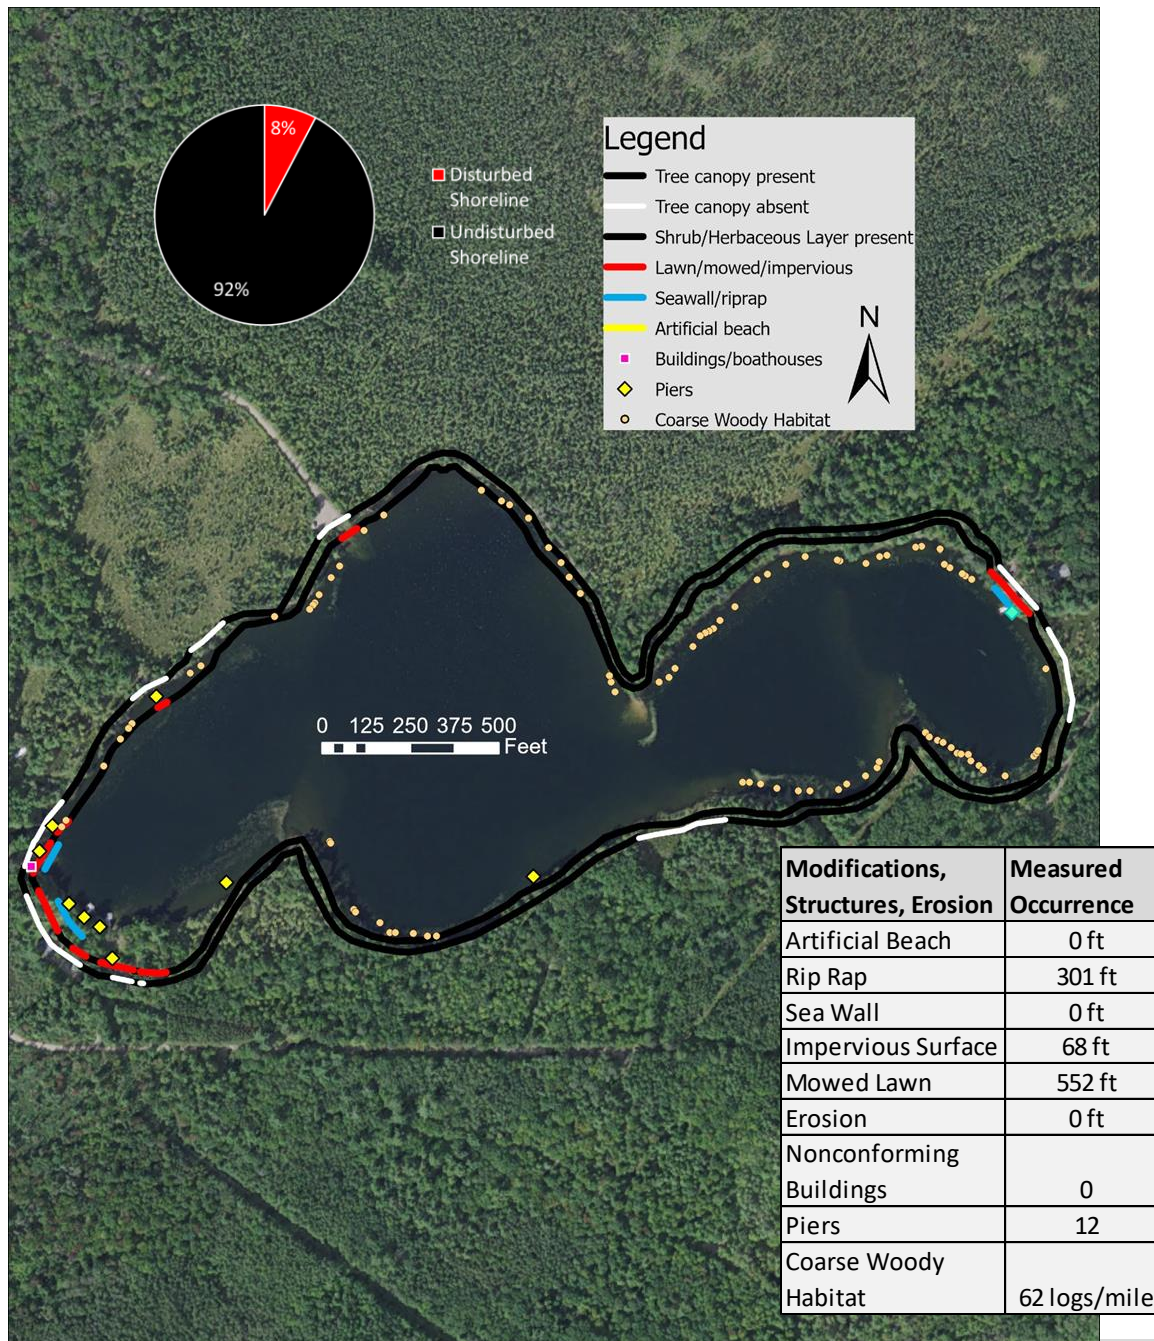 8%
92%
Disturbed
Shoreline
Undisturbed
Shoreline
Legend
Tree canopy present
Tree canopy absent
Shrub/Herbaceous Layer present
Lawn/mowed/impervious
Seawall/riprap
Artificial beach
Buildings/boathouses
Piers
Coarse Woody Habitat
N
0 125 250 375 500
Feet
Modifications, Measured
Structures, Erosion Occurrence
Artificial Beach 0 ft
Rip Rap 301 ft
Sea Wall 0 ft
Impervious Surface 68 ft
Mowed Lawn 552 ft
Erosion 0 ft
Nonconforming
Buildings 0
Piers 12
Coarse Woody
Habitat 62 logs/mile